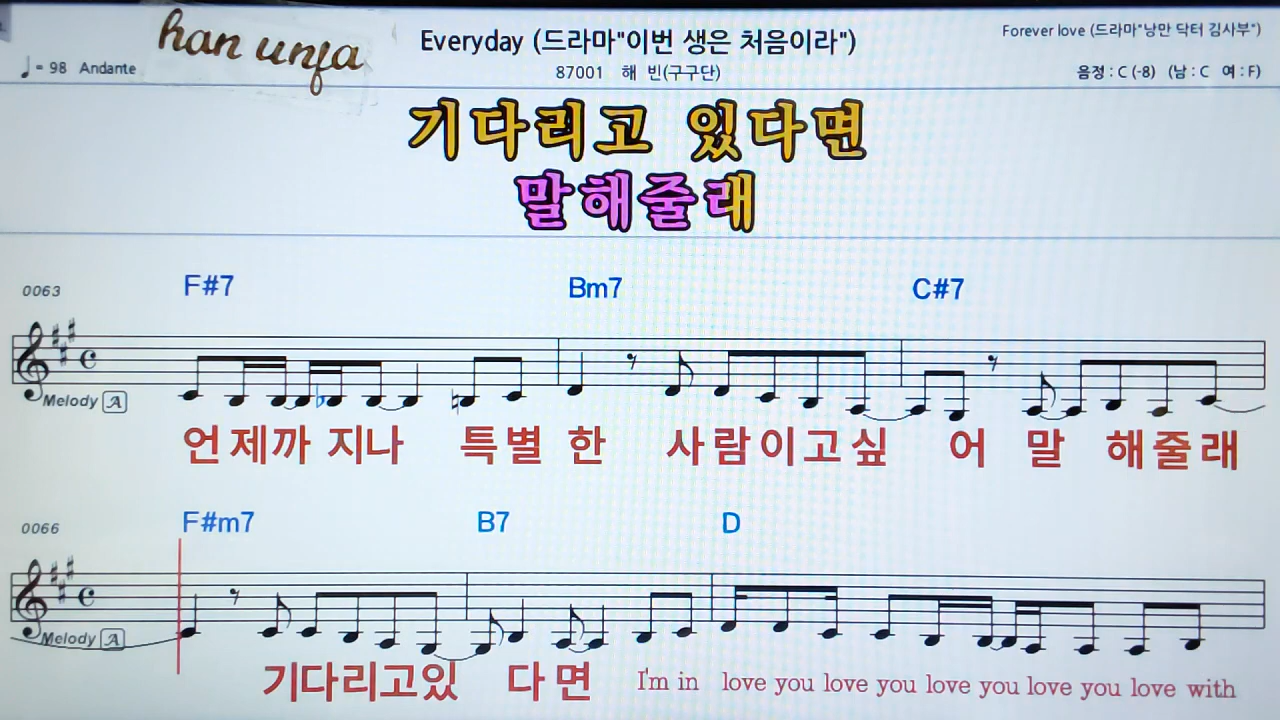 han unfa
Everyday (드라마"이번 생은 처음이라")
Forever love (드라마"낭만 닥터 김사부")
♩= 98 Andante
87001 해 빈(구구단)
음정 : C (-8) (남 : C 여 : F)
기다리고 있다면
말해줄래
0063 F#7 Bm7 C#7
Melody A
언제까 지나 특별 한 사람이고싶 어 말 해줄래
0066 F#m7 B7 D
Melody A
기다리고있 다면 I'm in love you love you love you love you love with